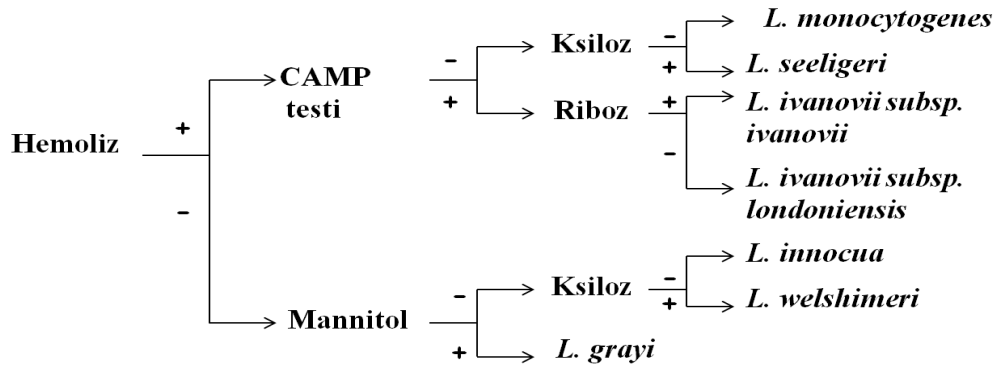 L. monocytogenes
Ksiloz
-
+
L. seeligeri
CAMP
testi
-
+
Riboz
+
-
L. ivanovii subsp.
ivanovii
L. ivanovii subsp.
londoniensis
Hemoliz
+
-
L. innocua
Ksiloz
-
+
L. welshimeri
Mannitol
-
+
L. grayi